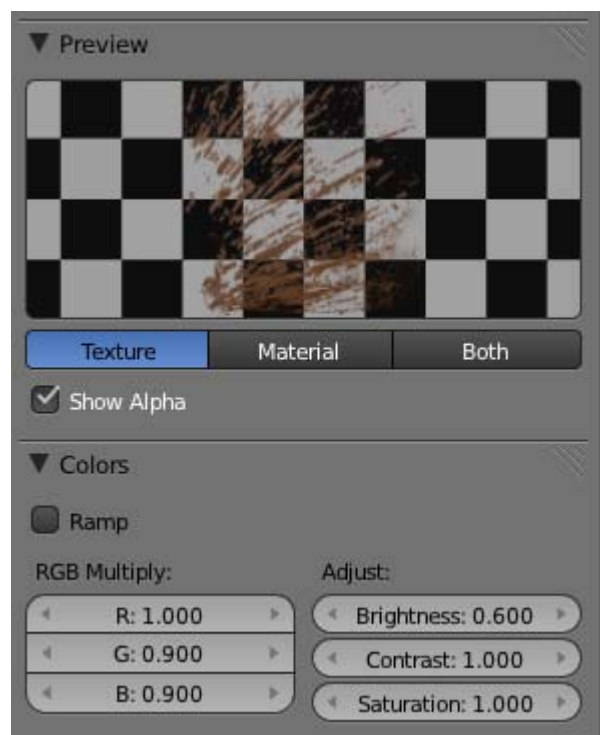 Preview
Texture Material Both
Show Alpha
Colors
Ramp
RGB Multiply: Adjust:
R: 1.000 Brightness: 0.600
G: 0.900 Contrast: 1.000
B: 0.900 Saturation: 1.000